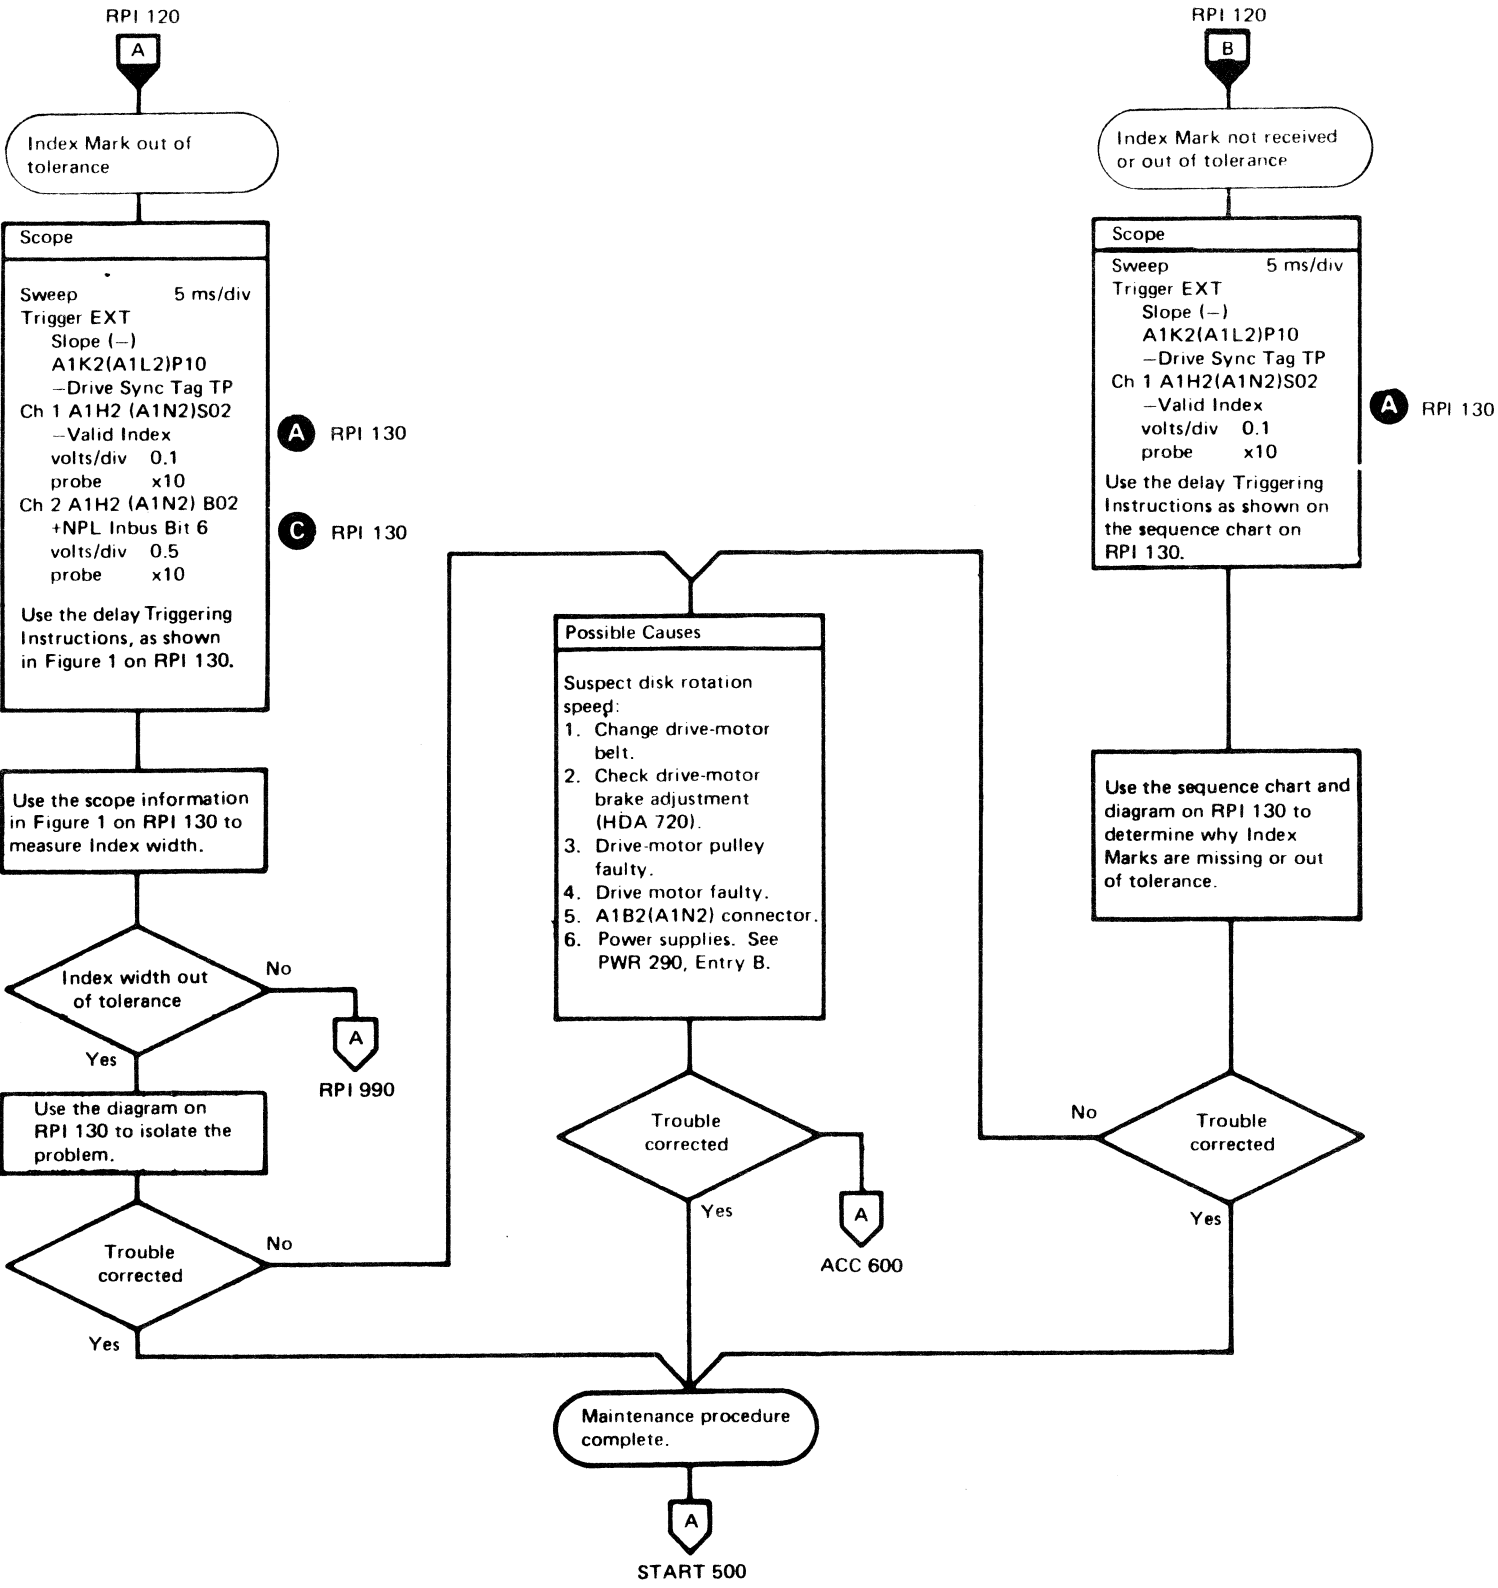 RPI 120
A
Index Mark out of
tolerance
Scope
Sweep 5 ms/div
Trigger EXT
Slope (–)
A1K2(A1L2)P10
–Drive Sync Tag TP
Ch 1 A1H2 (A1N2)S02
–Valid Index
volts/div 0.1
probe x10
Ch 2 A1H2 (A1N2) B02
+NPL Inbus Bit 6
volts/div 0.5
probe x10
Use the delay Triggering
Instructions, as shown
in Figure 1 on RPI 130.
A RPI 130
C RPI 130
Use the scope information
in Figure 1 on RPI 130 to
measure Index width.
Index width out
of tolerance
No
A
RPI 990
Yes
Use the diagram on
RPI 130 to isolate the
problem.
Trouble
corrected
No
Yes
Possible Causes
Suspect disk rotation
speed:
1. Change drive-motor
belt.
2. Check drive-motor
brake adjustment
(HDA 720).
3. Drive-motor pulley
faulty.
4. Drive motor faulty.
5. A1B2(A1N2) connector.
6. Power supplies. See
PWR 290, Entry B.
Trouble
corrected
Yes
A
ACC 600
RPI 120
B
Index Mark not received
or out of tolerance
Scope
Sweep 5 ms/div
Trigger EXT
Slope (–)
A1K2(A1L2)P10
–Drive Sync Tag TP
Ch 1 A1H2(A1N2)S02
–Valid Index
volts/div 0.1
probe x10
Use the delay Triggering
Instructions as shown on
the sequence chart on
RPI 130.
A RPI 130
Use the sequence chart and
diagram on RPI 130 to
determine why Index
Marks are missing or out
of tolerance.
No
Trouble
corrected
Yes
Maintenance procedure
complete.
A
START 500